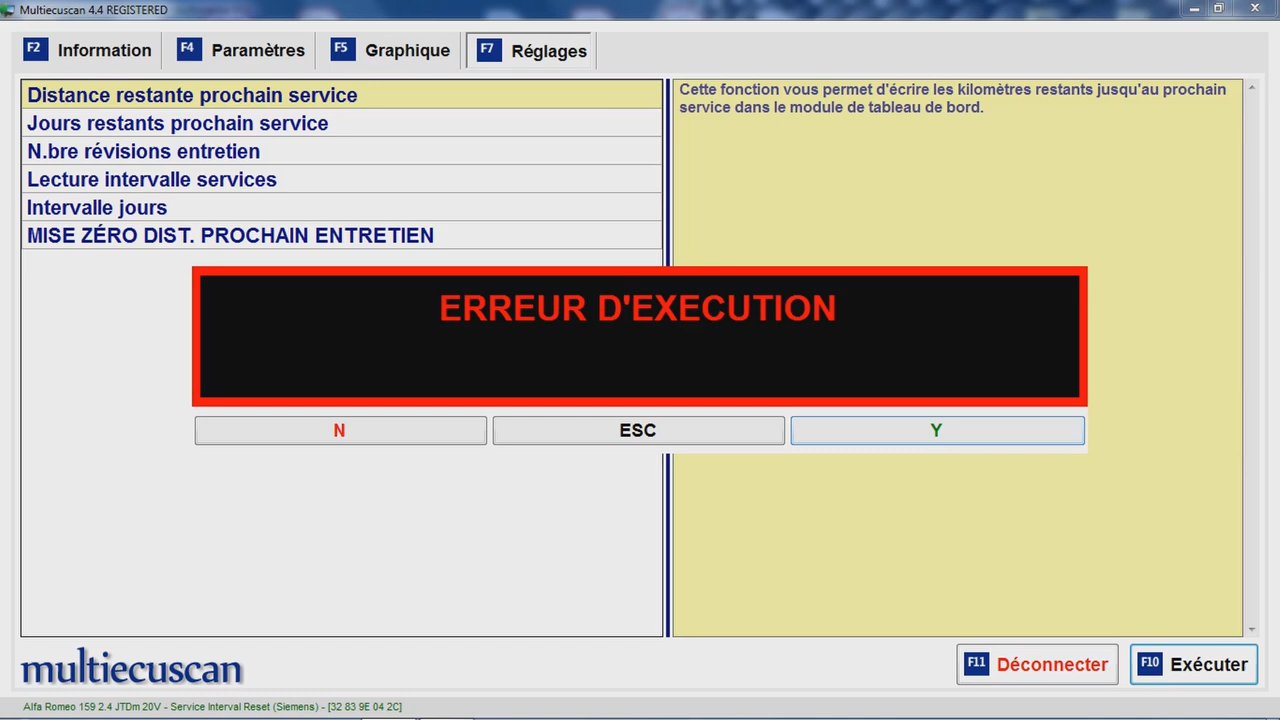 Multiecuscan 4.4 REGISTERED
F2 Information
F4 Paramètres
F5 Graphique
F7 Réglages
Distance restante prochain service
Jours restants prochain service
N.bre révisions entretien
Lecture intervalle services
Intervalle jours
MISE ZÉRO DIST. PROCHAIN ENTRETIEN
Cette fonction vous permet d'écrire les kilomètres restants jusqu'au prochain
service dans le module de tableau de bord.
ERREUR D'EXECUTION
N
ESC
Y
multiecuscan
F11 Déconnecter
F10 Exécuter
Alfa Romeo 159 2.4 JTDm 20V - Service Interval Reset (Siemens) - [32 83 9E 04 2C]